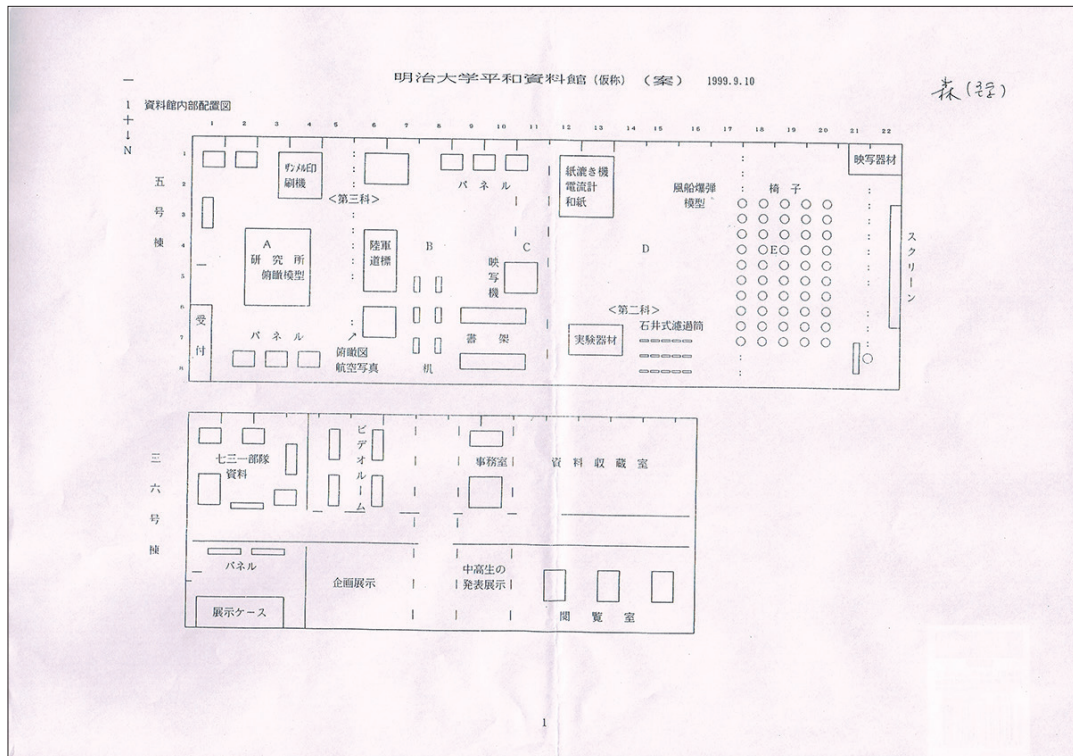 明治大学平和資料館(仮称) (案) 1999.9.10
1 資料館内部配置図
N
1 2 3 4 5 6 7 8 9 10 11 12 13 14 15 16 17 18 19 20 21 22
五号棟
1
2
3
4
5
6
7
8
ザンメル印
刷機
<第三科>
パネル
紙漉き機
電流計
和紙
風船爆弾
模型
椅子
映写器材
スクリーン
A
研究所
俯瞰模型
陸軍
道標
B
C
映写機
D
E
受付
パネル
俯瞰図
航空写真
机
書架
<第二科>
実験器材
石井式濾過筒
三六号棟
七三一部隊
資料
ビデオルーム
事務室
資料収蔵室
パネル
展示ケース
企画展示
中高生の
発表展示
閲覧室
1